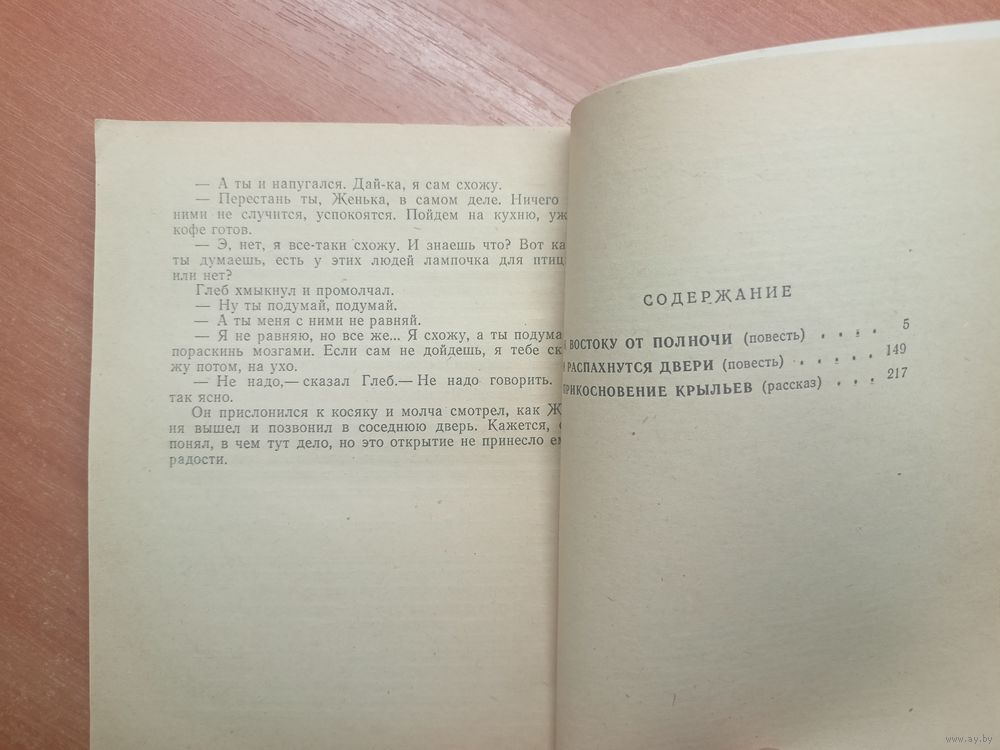 — А ты и напугался. Дай-ка, я сам схожу.
— Перестань ты, Женька, в самом деле. Ничего
ними не случится, успокоятся. Пойдем на кухню, уж
кофе готов.
— Э, нет, я все-таки схожу. И знаешь что? Вот ка
ты думаешь, есть у этих людей лампочка для птиц
или нет?
Глеб хмыкнул и промолчал.
— Ну ты подумай, подумай.
— А ты меня с ними не равняй.
— Я не равняю, но все же... Я схожу, а ты подума
пораскинь мозгами. Если сам не дойдешь, я тебе ск
жу потом, на ухо.
— Не надо,— сказал Глеб.— Не надо говорить.
так ясно.
Он прислонился к косяку и молча смотрел, как Ж
ня вышел и позвонил в соседнюю дверь. Кажется,
понял, в чем тут дело, но это открытие не принесло е
радости.
СОДЕРЖАНИЕ
ВОСТОКУ ОТ ПОЛНОЧИ (повесть) . . . . 5
РАСПАХНУТСЯ ДВЕРИ (повесть) . . . . 149
ПРИКОСНОВЕНИЕ КРЫЛЬЕВ (рассказ) . . . . 217
www.ay.by